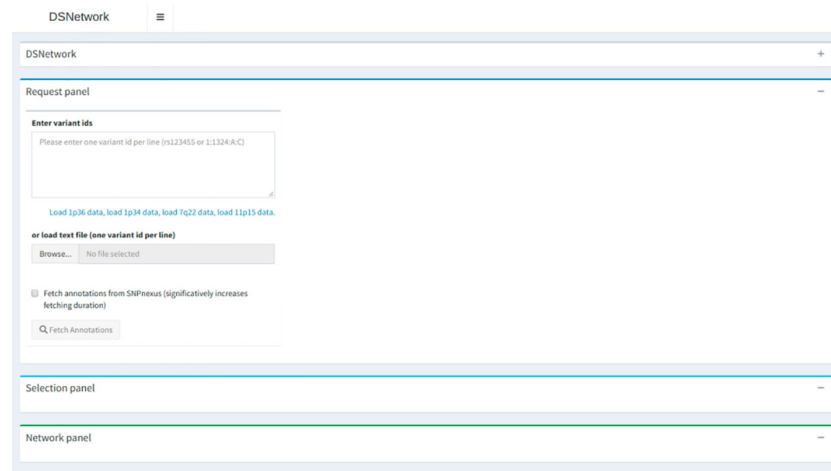 DSNetwork
DSNetwork
Request panel
Enter variant ids
Please enter one variant id per line (rs123455 or 1:1324:A:C)
Load 1p36 data, load 1p34 data, load 7q22 data, load 11p15 data.
or load text file (one variant id per line)
Browse... No file selected
Fetch annotations from SNPnexus (significatively increases
fetching duration)
Fetch Annotations
Selection panel
Network panel